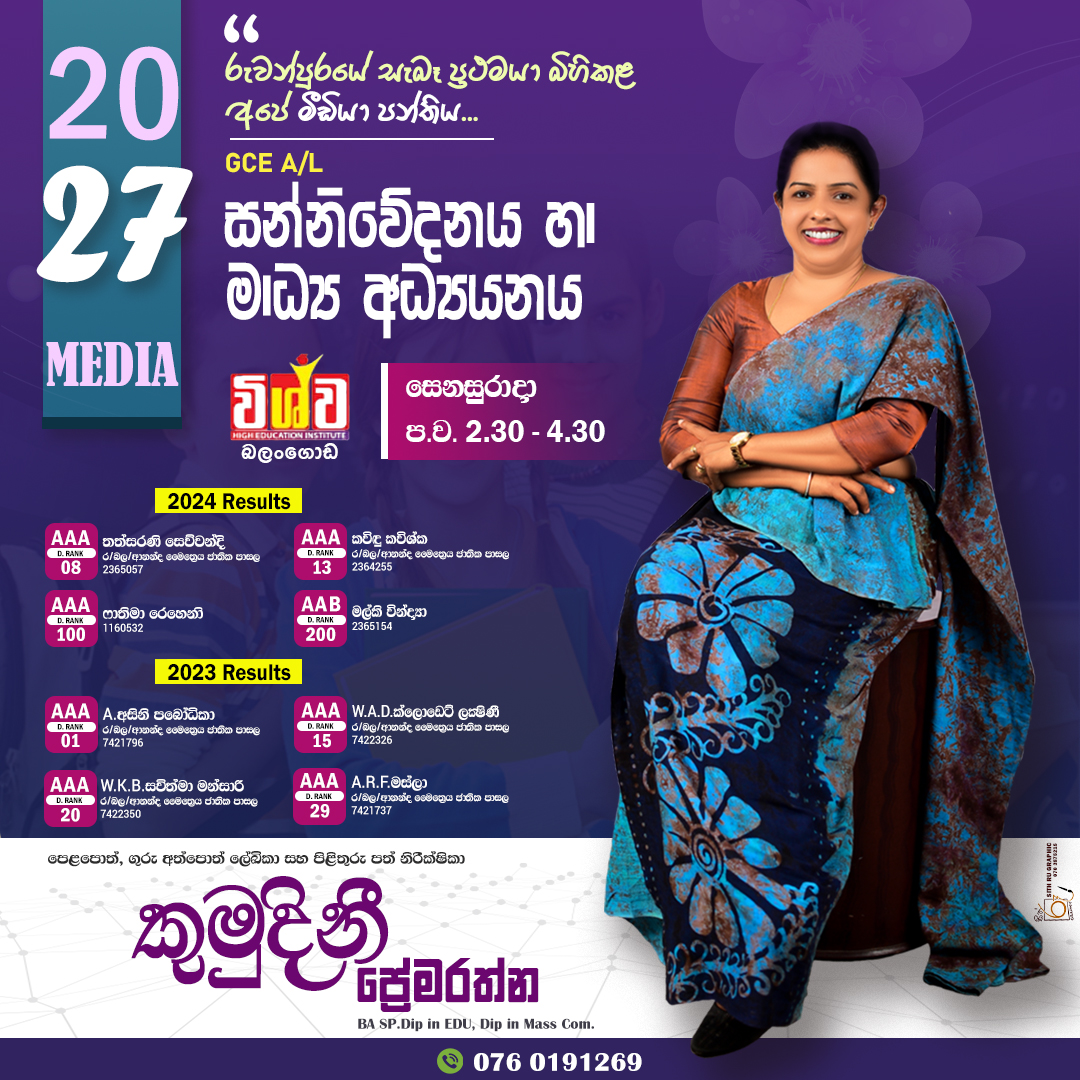 20
27
MEDIA
“
රුවන්පුරයේ සැබෑ ප්‍රථමයා බිහිකළ
අපේ මීඩියා පන්තිය...
GCE A/L
සන්නිවේදනය හා
මාධ්‍ය අධ්‍යයනය
විශ්ව
HIGH EDUCATION INSTITUTE
බලංගොඩ
සෙනසුරාදා
ප.ව. 2.30 - 4.30
2024 Results
AAA
D. RANK
08
තත්සරණි සෙව්වන්දි
ර/බල/ආනන්ද මෛත්‍රෙය ජාතික පාසල
2365057
AAA
D. RANK
13
කවිඳු කවිශ්ක
ර/බල/ආනන්ද මෛත්‍රෙය ජාතික පාසල
2364255
AAA
D. RANK
100
ෆාතිමා රෙහෙනා
1160532
AAB
D. RANK
200
මල්කි වින්ද්‍යා
2365154
2023 Results
AAA
D. RANK
01
A.අසිනි පබෝධිකා
ර/බල/ආනන්ද මෛත්‍රෙය ජාතික පාසල
7421796
AAA
D. RANK
15
W.A.D.ක්ලොඩෙට් ලක්ෂිණී
ර/බල/ආනන්ද මෛත්‍රෙය ජාතික පාසල
7422326
AAA
D. RANK
20
W.K.B.සවිත්මා මන්සාරි
ර/බල/ආනන්ද මෛත්‍රෙය ජාතික පාසල
7422350
AAA
D. RANK
29
A.R.F.මස්ලා
ර/බල/ආනන්ද මෛත්‍රෙය ජාතික පාසල
7421737
පෙළපොත්, ගුරු අත්පොත් ලේඛිකා සහ පිළිතුරු පත් නිරීක්ෂිකා
කුමුදිනී
ප්‍රේමරත්න
BA SP.Dip in EDU, Dip in Mass Com.
076 0191269
SITH RU GRAPHIC